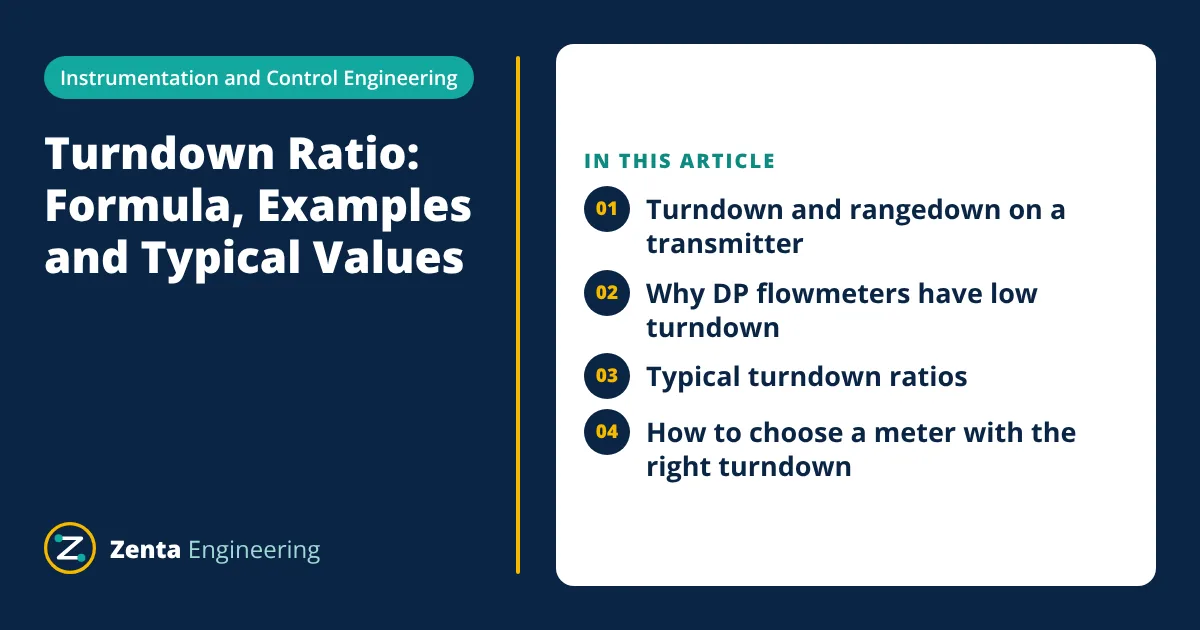 Instrumentation and Control Engineering
Turndown Ratio:
Formula, Examples
and Typical Values
Zenta Engineering
IN THIS ARTICLE
01 Turndown and rangedown on a
transmitter
02 Why DP flowmeters have low
turndown
03 Typical turndown ratios
04 How to choose a meter with the
right turndown